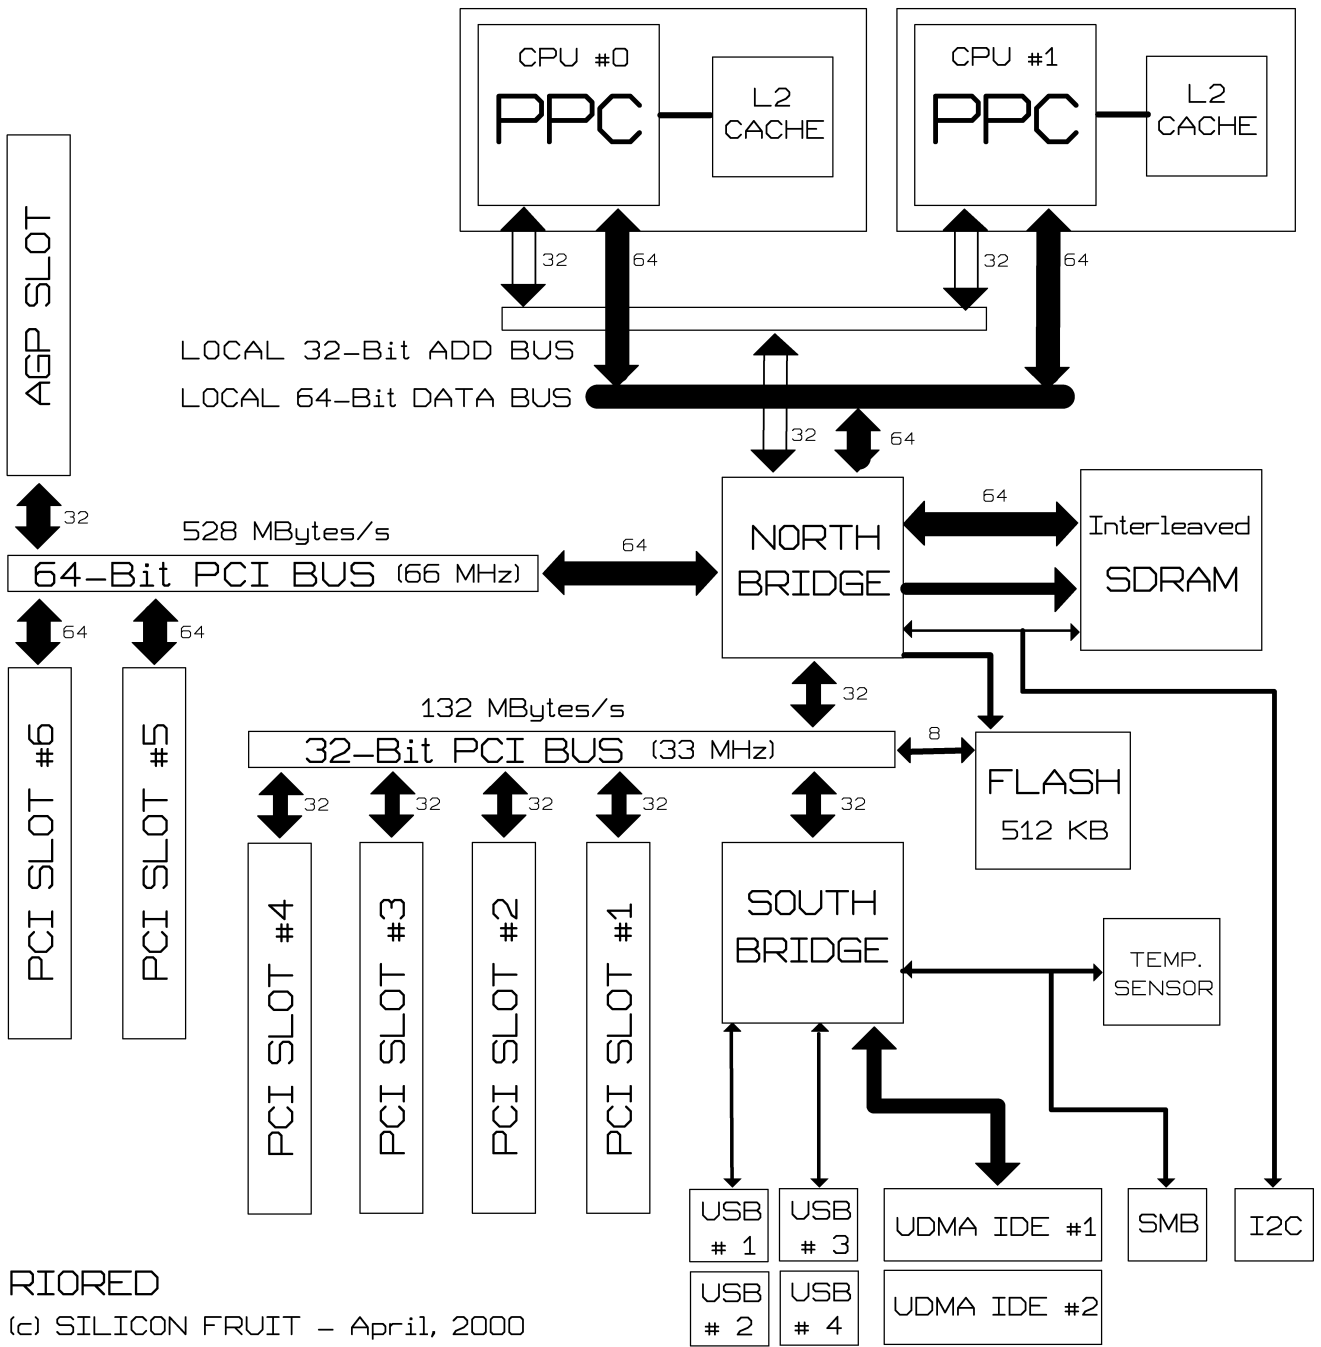 CPU #0
PPC
L2
CACHE
CPU #1
PPC
L2
CACHE
32
64
32
64
AGP SLOT
LOCAL 32-Bit ADD BUS
LOCAL 64-Bit DATA BUS
32
64
32
528 MBytes/s
64-Bit PCI BUS (66 MHz)
64
NORTH
BRIDGE
64
Interleaved
SDRAM
64
64
PCI SLOT #6
PCI SLOT #5
32
132 MBytes/s
32-Bit PCI BUS (33 MHz)
8
FLASH
512 KB
32
32
32
32
32
PCI SLOT #4
PCI SLOT #3
PCI SLOT #2
PCI SLOT #1
SOUTH
BRIDGE
TEMP.
SENSOR
USB
# 1
USB
# 3
UDMA IDE #1
SMB
I2C
USB
# 2
USB
# 4
UDMA IDE #2
RIORED
(c) SILICON FRUIT - April, 2000